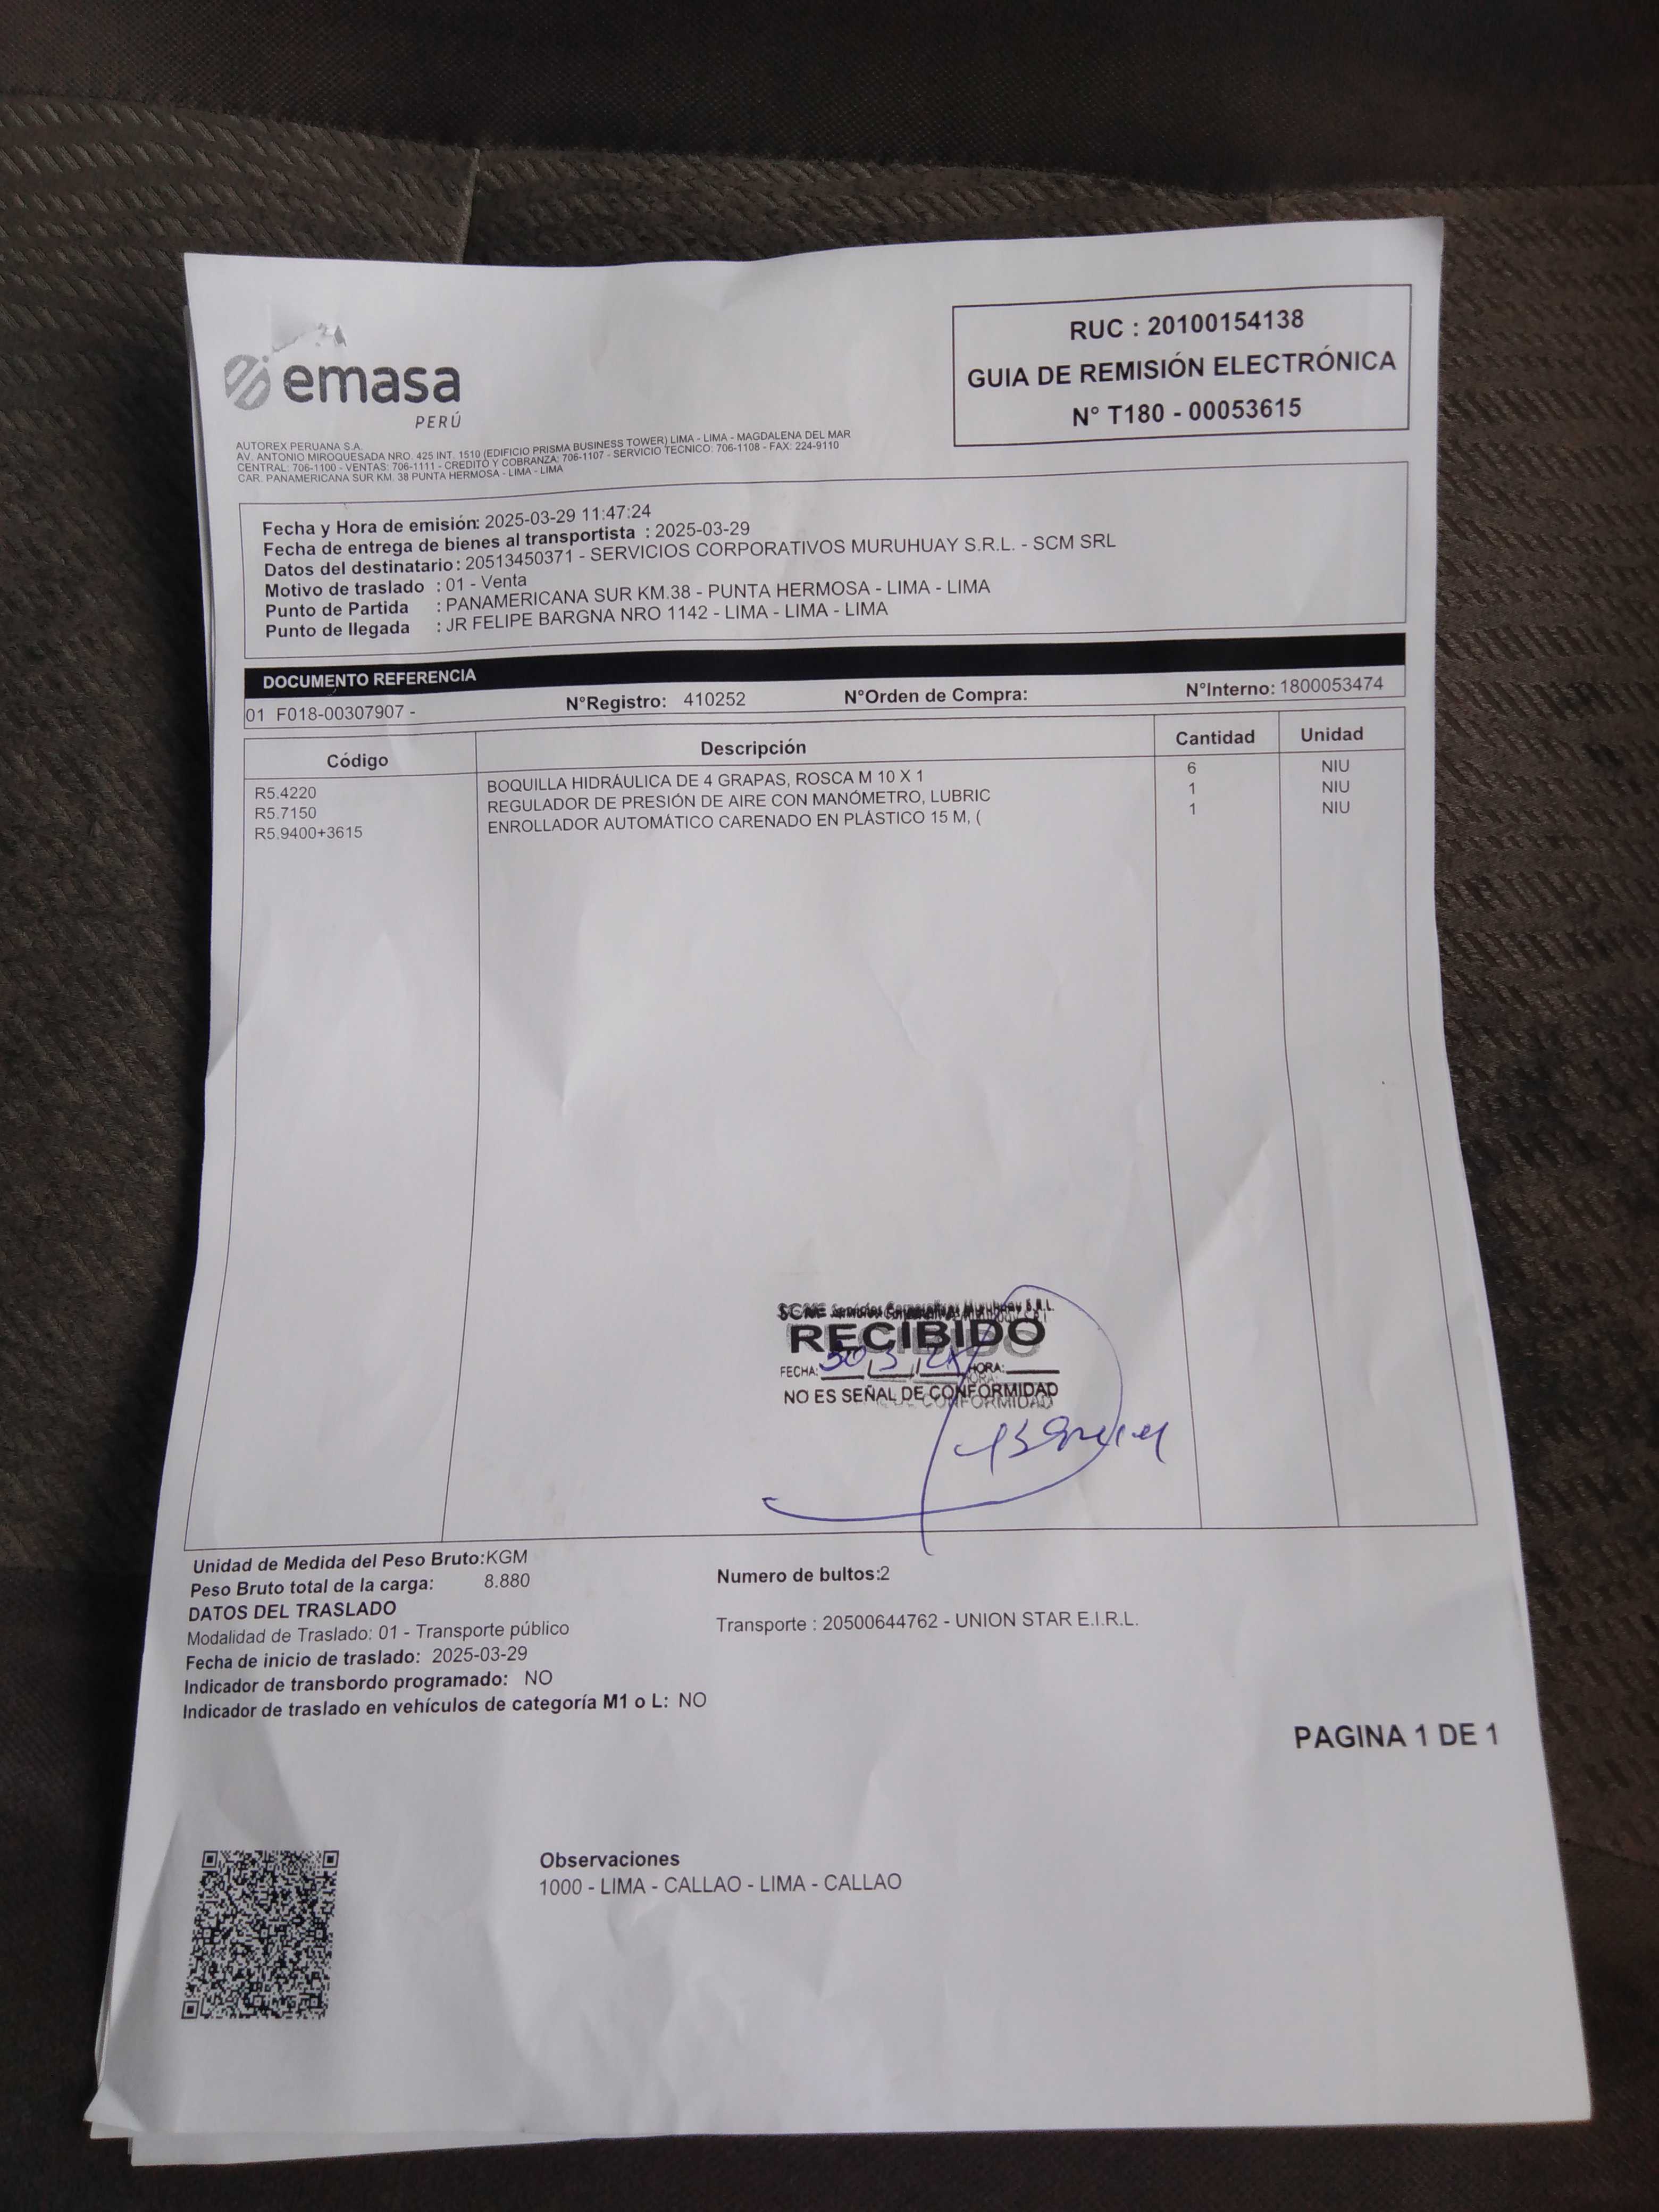 emasa
PERÚ
RUC : 20100154138
GUIA DE REMISIÓN ELECTRÓNICA
N° T180 - 00053615
AUTOREX PERUANA S.A.
AV. ANTONIO MIROQUESADA NRO. 425 INT. 1510 (EDIFICIO PRISMA BUSINESS TOWER) LIMA - LIMA - MAGDALENA DEL MAR
CENTRAL: 706-1100 - VENTAS: 706-1111 - CREDITO Y COBRANZA: 706-1107 - SERVICIO TECNICO: 706-1108 - FAX: 224-9110
CAR. PANAMERICANA SUR KM. 38 PUNTA HERMOSA - LIMA - LIMA
Fecha y Hora de emisión: 2025-03-29 11:47:24
Fecha de entrega de bienes al transportista : 2025-03-29
Datos del destinatario: 20513450371 - SERVICIOS CORPORATIVOS MURUHUAY S.R.L. - SCM SRL
Motivo de traslado : 01 - Venta
Punto de Partida : PANAMERICANA SUR KM.38 - PUNTA HERMOSA - LIMA - LIMA
Punto de llegada : JR FELIPE BARGNA NRO 1142 - LIMA - LIMA - LIMA
DOCUMENTO REFERENCIA
01 F018-00307907 - N°Registro: 410252 N°Orden de Compra: N°Interno: 1800053474
Código Descripción Cantidad Unidad
R5.4220 BOQUILLA HIDRÁULICA DE 4 GRAPAS, ROSCA M 10 X 1 6 NIU
R5.7150 REGULADOR DE PRESIÓN DE AIRE CON MANÓMETRO, LUBRIC 1 NIU
R5.9400+3615 ENROLLADOR AUTOMÁTICO CARENADO EN PLÁSTICO 15 M, ( 1 NIU
Servicios Corporativos Muruhuay S.R.L.
RECIBIDO
FECHA: 30 3 HORA:
NO ES SEÑAL DE CONFORMIDAD
Unidad de Medida del Peso Bruto:KGM
Peso Bruto total de la carga: 8.880 Numero de bultos:2
DATOS DEL TRASLADO
Modalidad de Traslado: 01 - Transporte público Transporte : 20500644762 - UNION STAR E.I.R.L.
Fecha de inicio de traslado: 2025-03-29
Indicador de transbordo programado: NO
Indicador de traslado en vehículos de categoría M1 o L: NO
PAGINA 1 DE 1
Observaciones
1000 - LIMA - CALLAO - LIMA - CALLAO